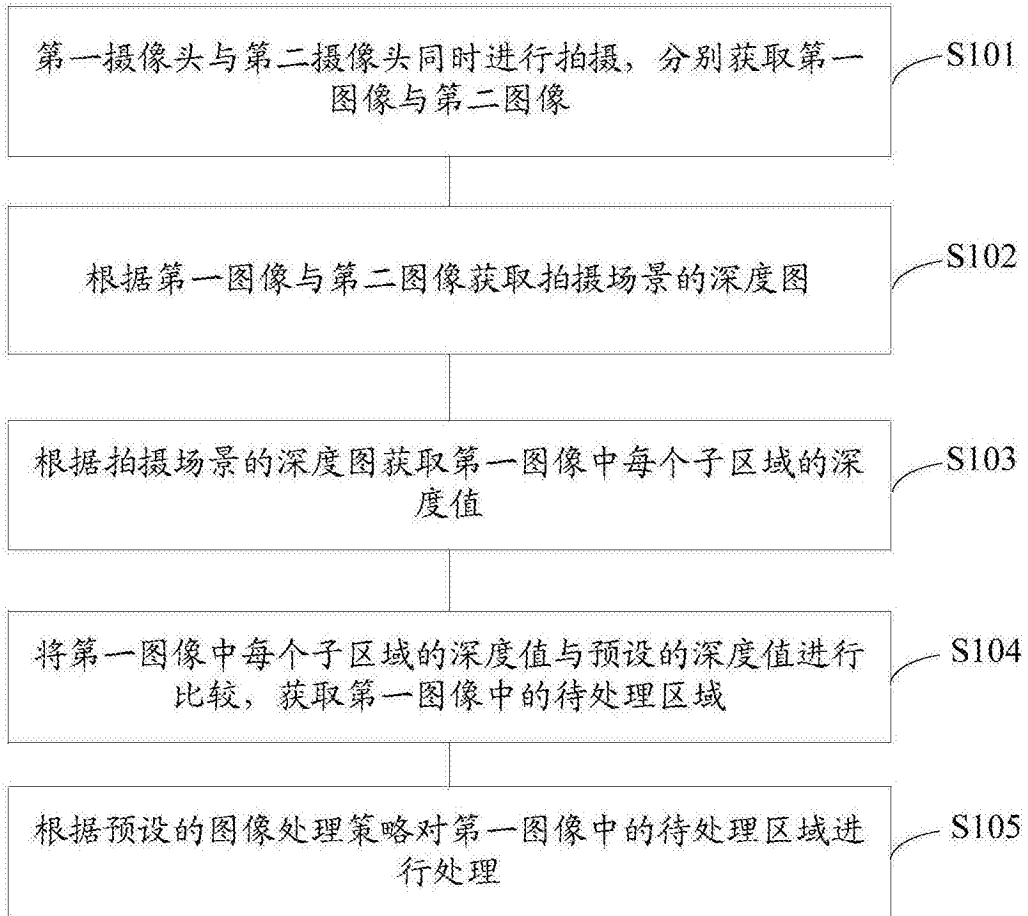 第一摄像头与第二摄像头同时进行拍摄，分别获取第一
图像与第二图像
S101
根据第一图像与第二图像获取拍摄场景的深度图
S102
根据拍摄场景的深度图获取第一图像中每个子区域的深
度值
S103
将第一图像中每个子区域的深度值与预设的深度值进行
比较，获取第一图像中的待处理区域
S104
根据预设的图像处理策略对第一图像中的待处理区域进
行处理
S105